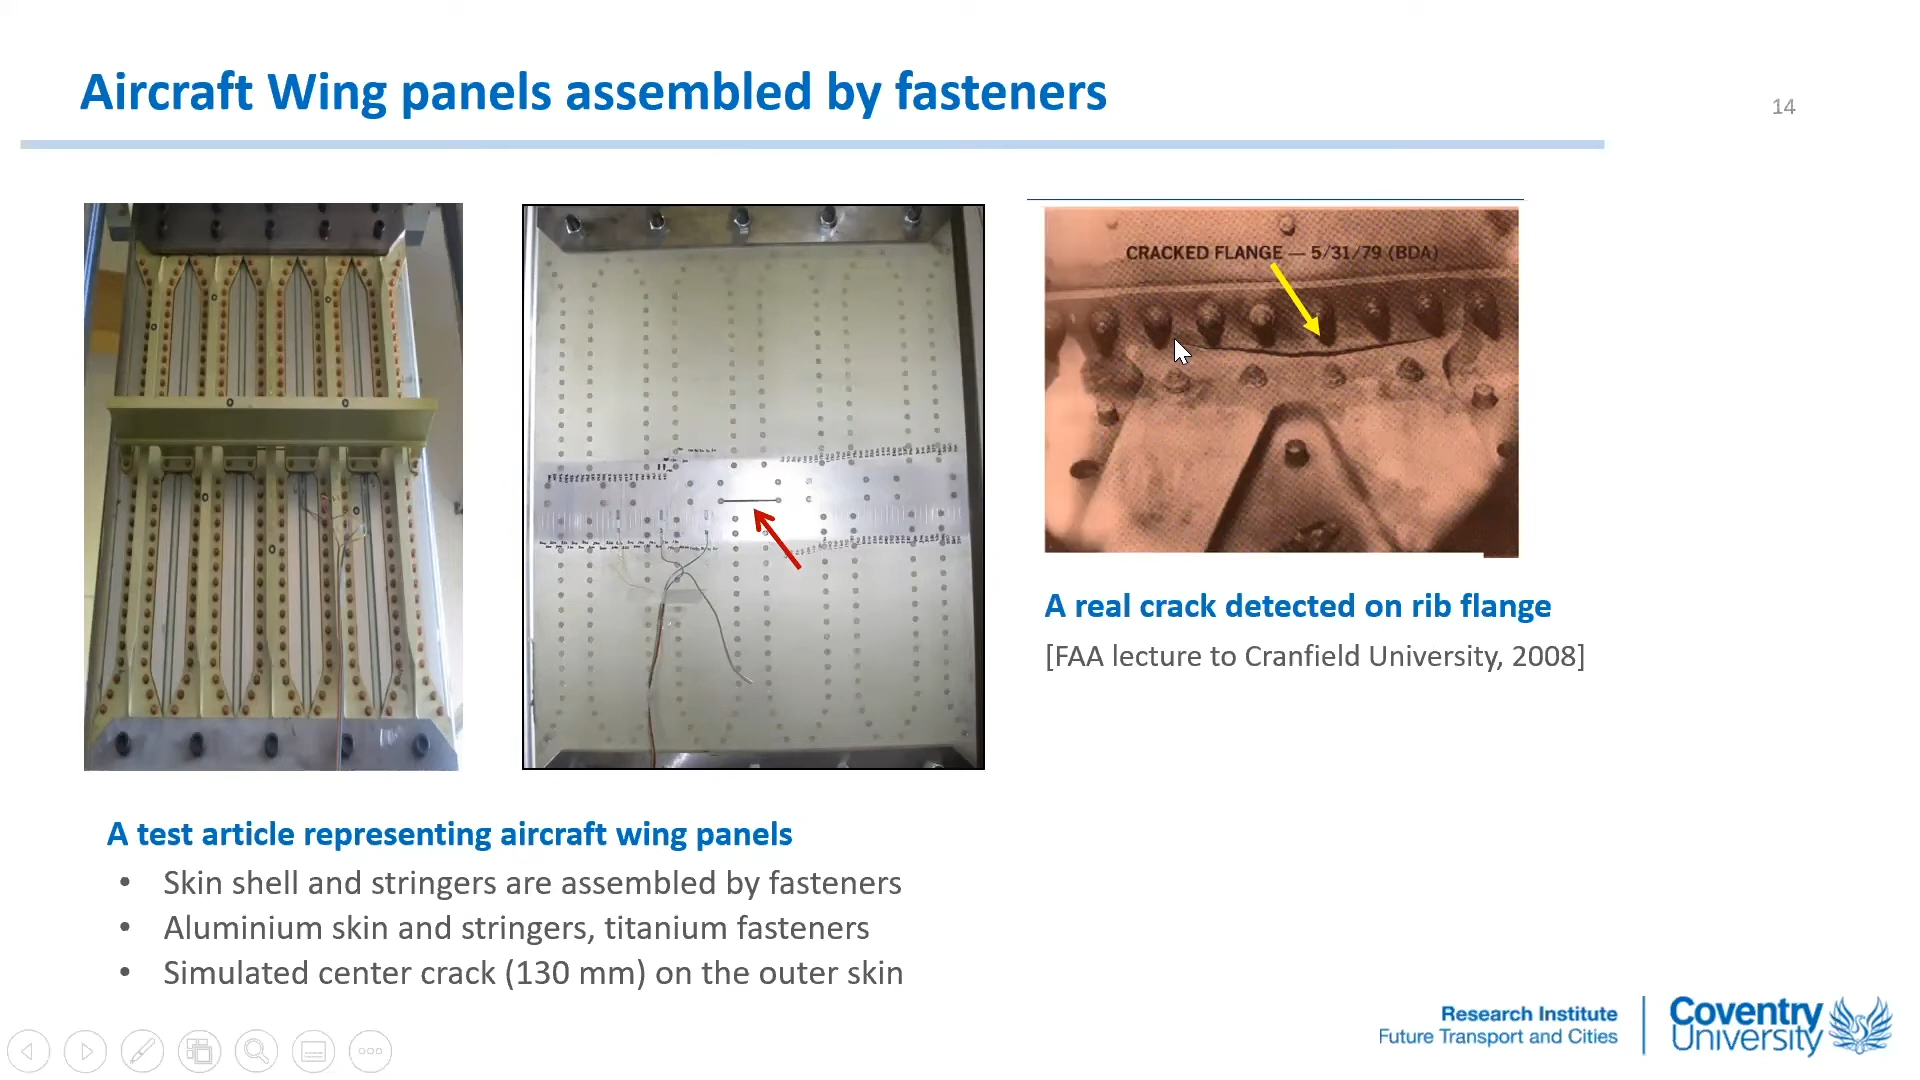 Aircraft Wing panels assembled by fasteners
14
CRACKED FLANGE — 5/31/79 (BDA)
A real crack detected on rib flange
[FAA lecture to Cranfield University, 2008]
A test article representing aircraft wing panels
• Skin shell and stringers are assembled by fasteners
• Aluminium skin and stringers, titanium fasteners
• Simulated center crack (130 mm) on the outer skin
Research Institute
Future Transport and Cities
Coventry
University